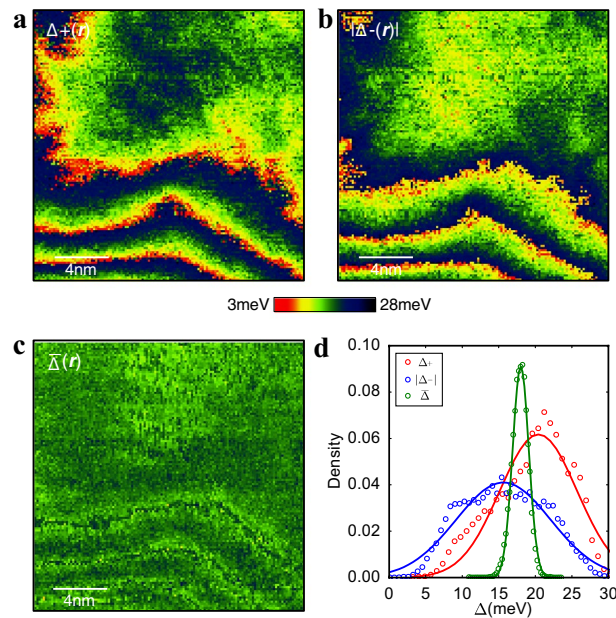 a
Δ+(r)
4nm
b
|Δ-(r)|
4nm
3meV 28meV
c
Δ̅(r)
4nm
d
0.10
0.08
0.06
0.04
0.02
0.00
Density
Δ₊
|Δ₋|
Δ̅
0 5 10 15 20 25 30
Δ(meV)